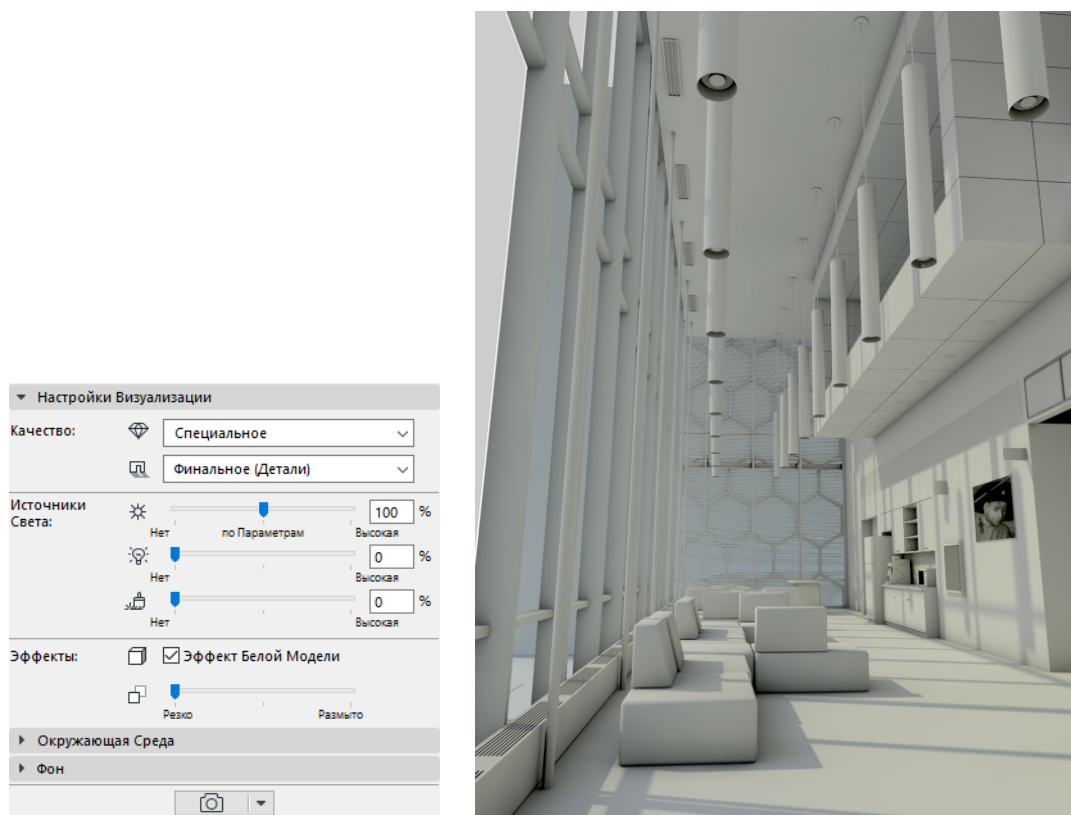 Настройки Визуализации
Качество:
Специальное
Финальное (Детали)
Источники
Света:
100 %
Нет по Параметрам Высокая
0 %
Нет Высокая
0 %
Нет Высокая
Эффекты:
Эффект Белой Модели
Резко Размыто
Окружающая Среда
Фон